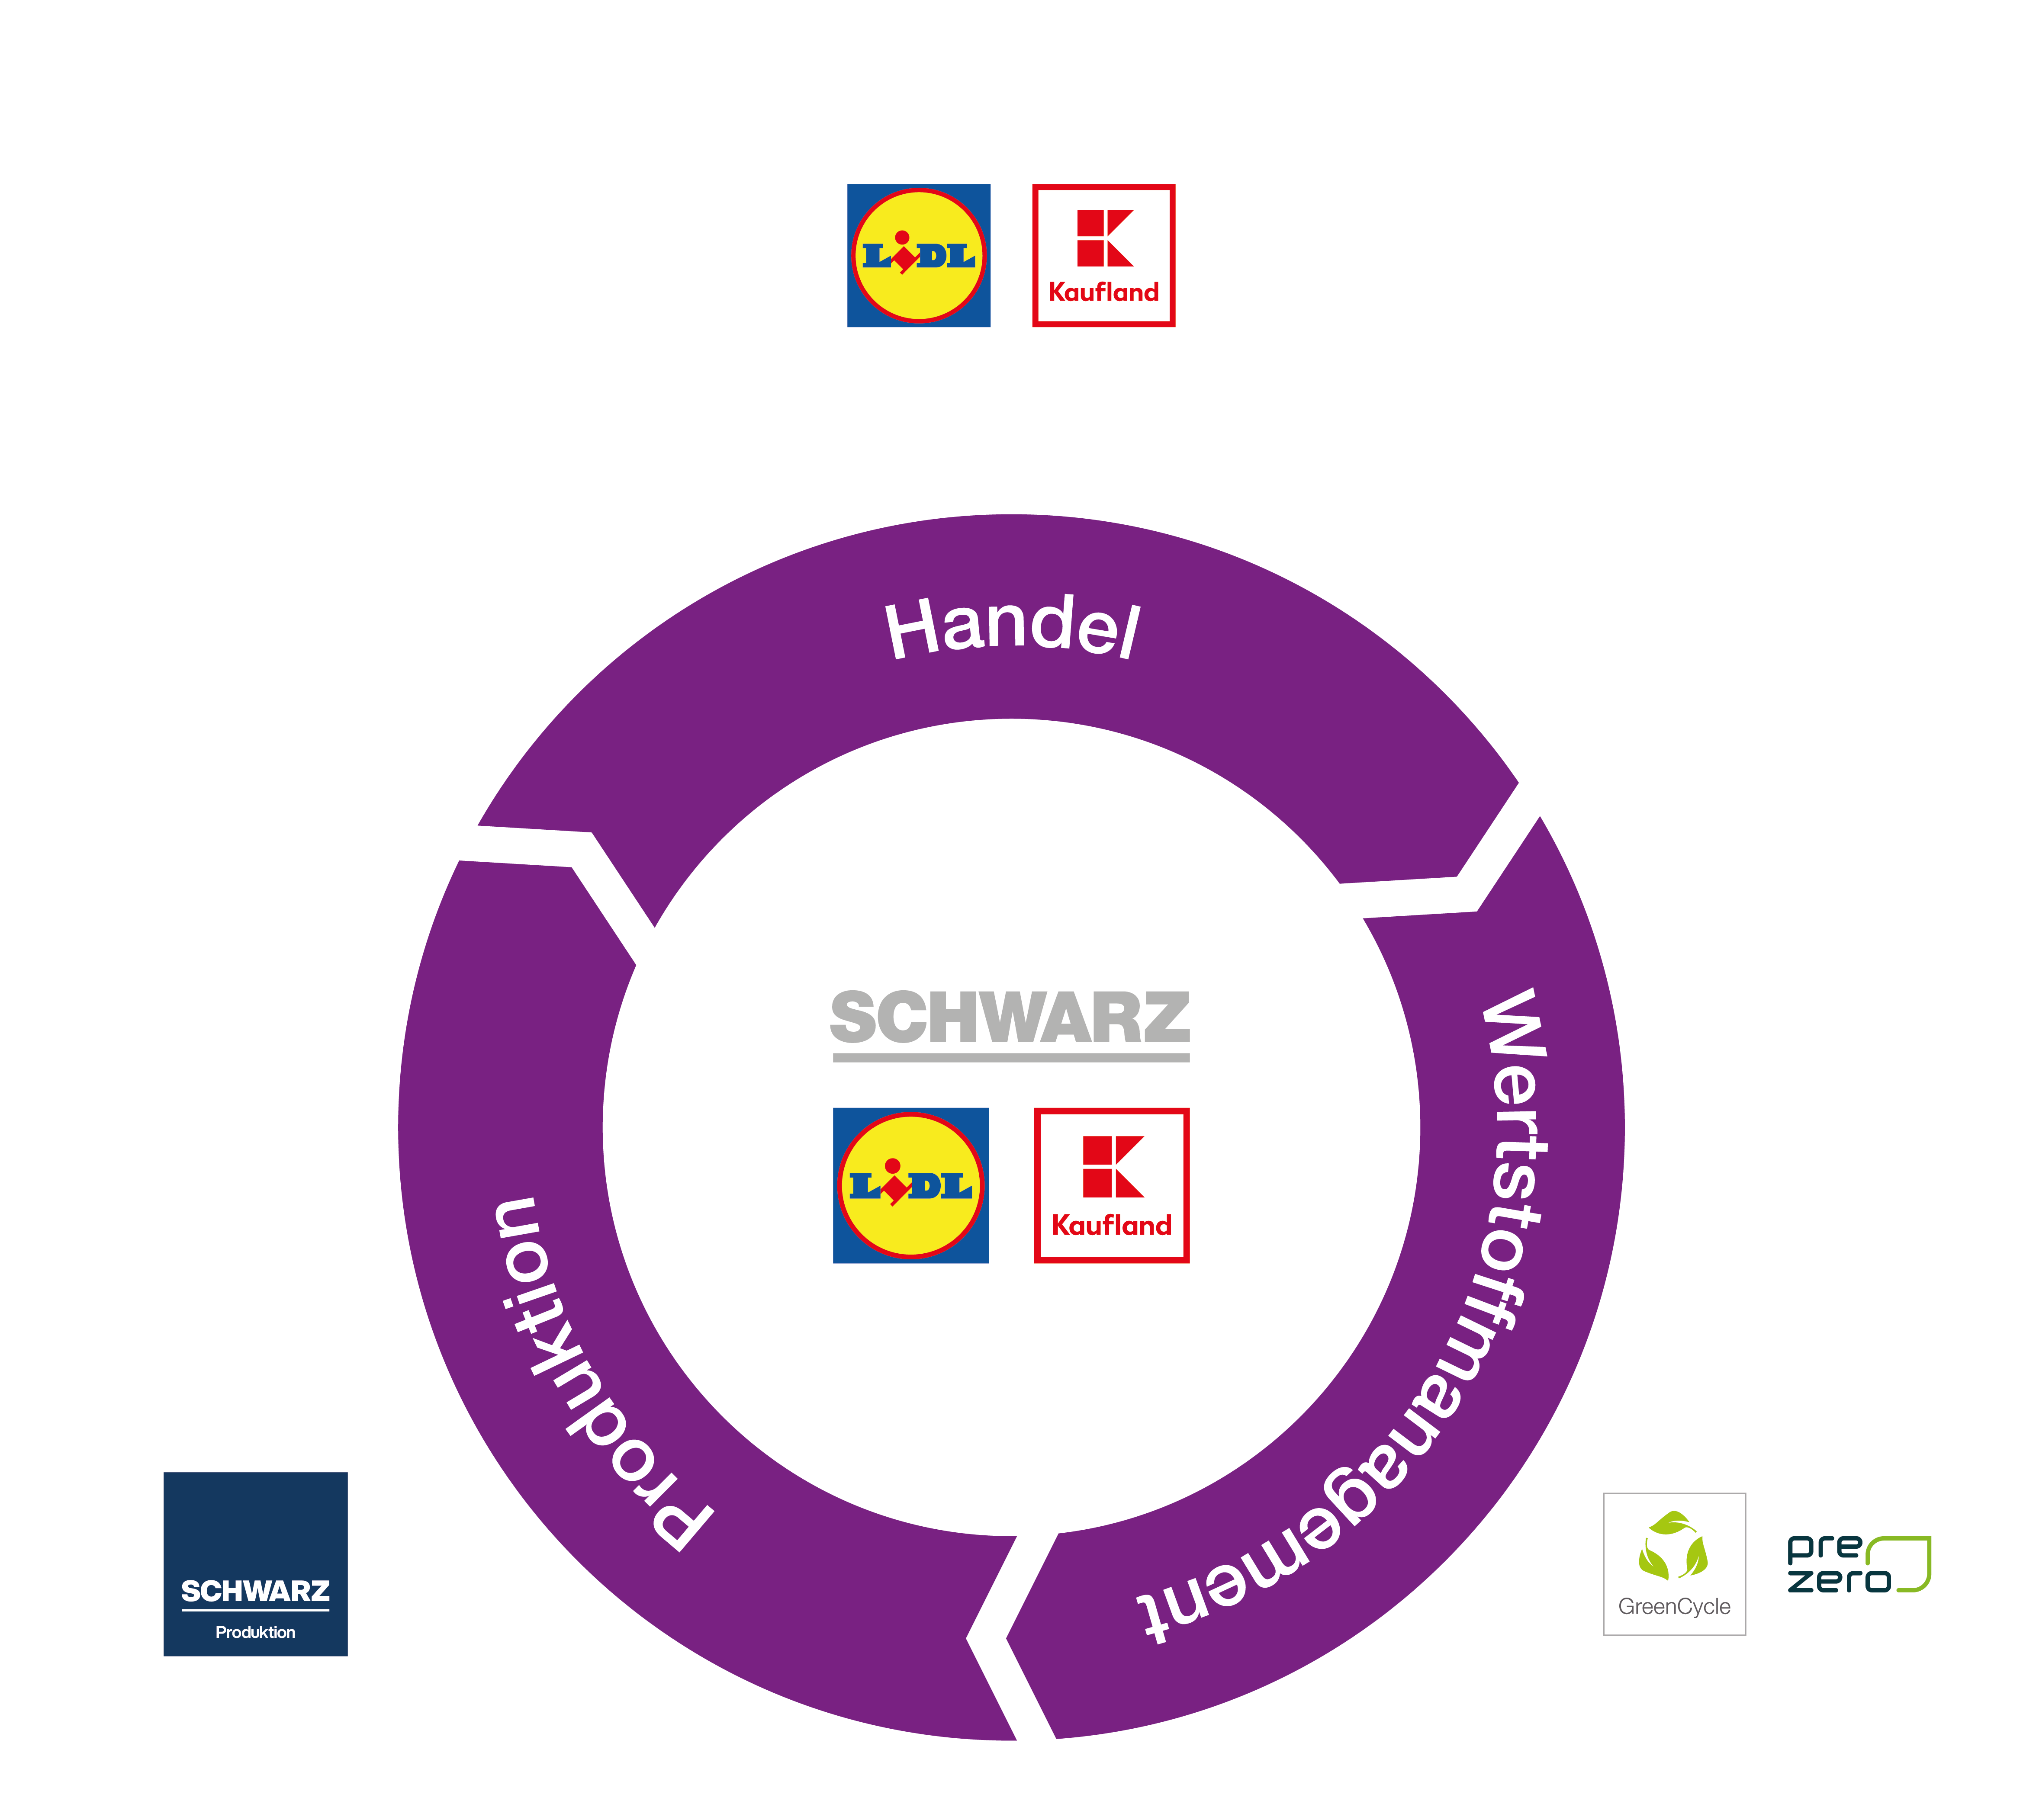 LIDL
Kaufland
Handel
SCHWARZ
LIDL
Kaufland
Wertstoffmanagement
Produktion
SCHWARZ
Produktion
GreenCycle
pre
zero